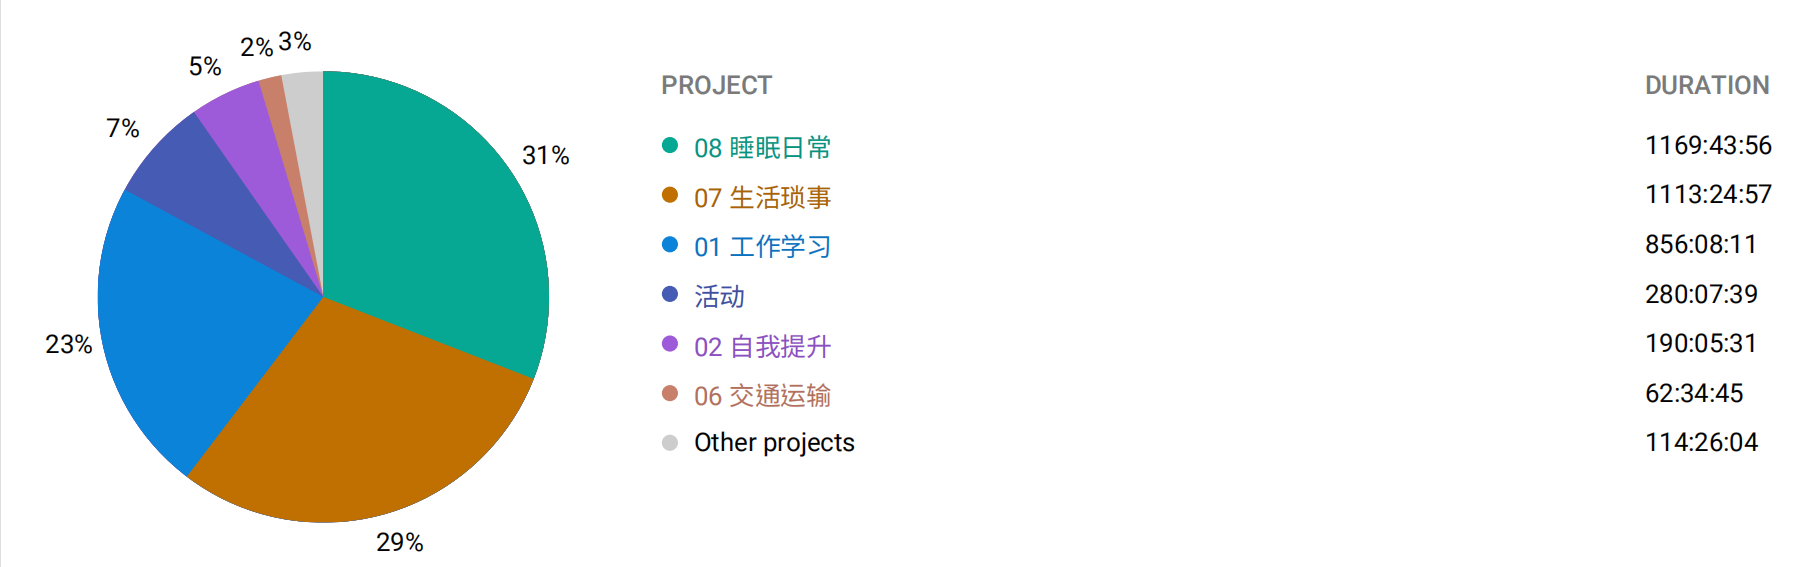 2% 3%
5%
7%
31%
23%
29%
PROJECT DURATION
08 睡眠日常 1169:43:56
07 生活琐事 1113:24:57
01 工作学习 856:08:11
活动 280:07:39
02 自我提升 190:05:31
06 交通运输 62:34:45
Other projects 114:26:04